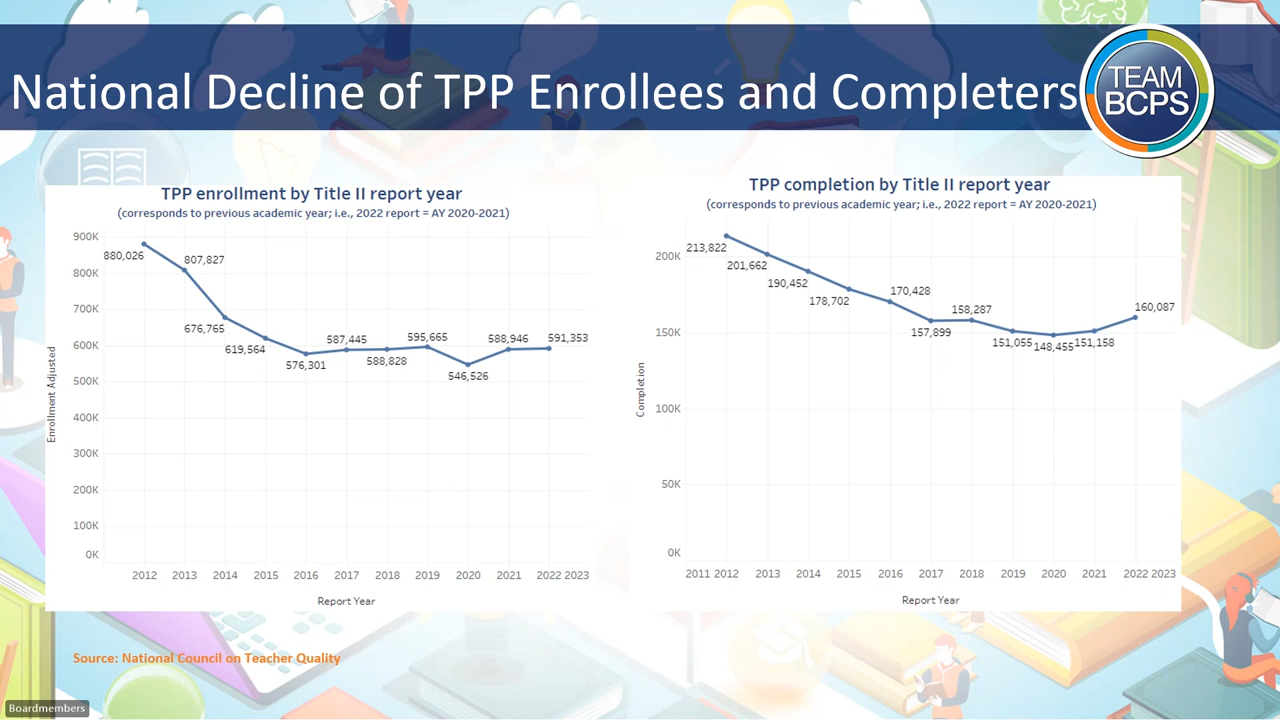 National Decline of TPP Enrollees and Completers
TEAM
BCPS
TPP enrollment by Title II report year
(corresponds to previous academic year; i.e., 2022 report = AY 2020-2021)
900K
800K
700K
600K
500K
400K
300K
200K
100K
0K
Enrollment Adjusted
880,026
807,827
676,765
619,564
576,301
587,445
588,828
595,665
546,526
588,946
591,353
2012 2013 2014 2015 2016 2017 2018 2019 2020 2021 2022 2023
Report Year
TPP completion by Title II report year
(corresponds to previous academic year; i.e., 2022 report = AY 2020-2021)
200K
150K
100K
50K
0K
Completion
213,822
201,662
190,452
178,702
170,428
157,899
158,287
151,055
148,455
151,158
160,087
2011 2012 2013 2014 2015 2016 2017 2018 2019 2020 2021 2022 2023
Report Year
Source: National Council on Teacher Quality
Boardmembers